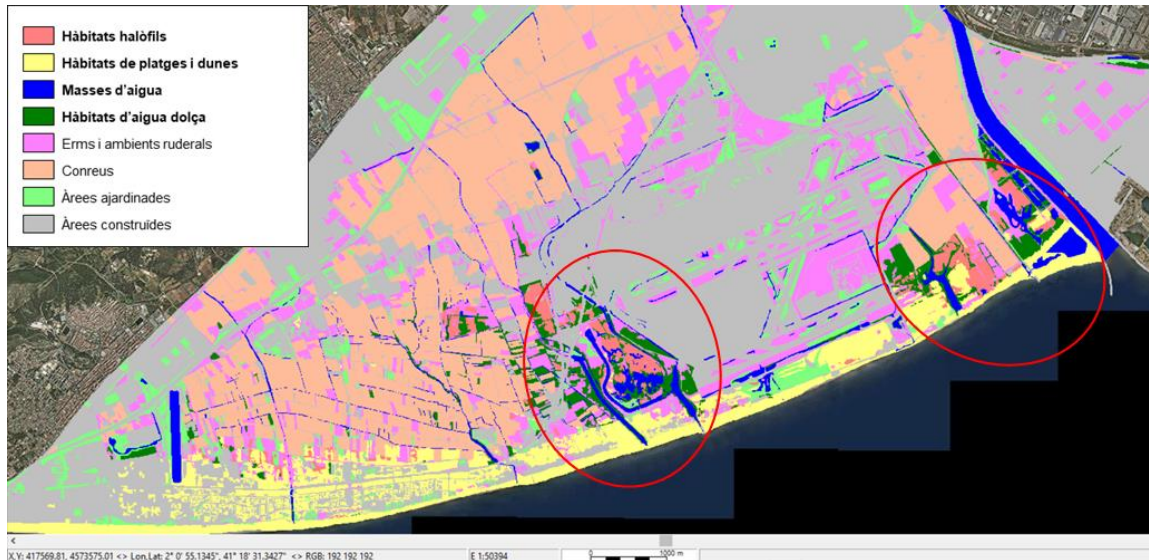 Hàbitats halòfils
Hàbitats de platges i dunes
Masses d'aigua
Hàbitats d'aigua dolça
Erms i ambients ruderals
Conreus
Àrees ajardinades
Àrees construïdes
X,Y: 417569.81, 4573575.01 <> Lon,Lat: 2° 0' 55.1345", 41° 18' 31.3427" <> RGB: 192 192 192
E 1:50394
0 1000 m